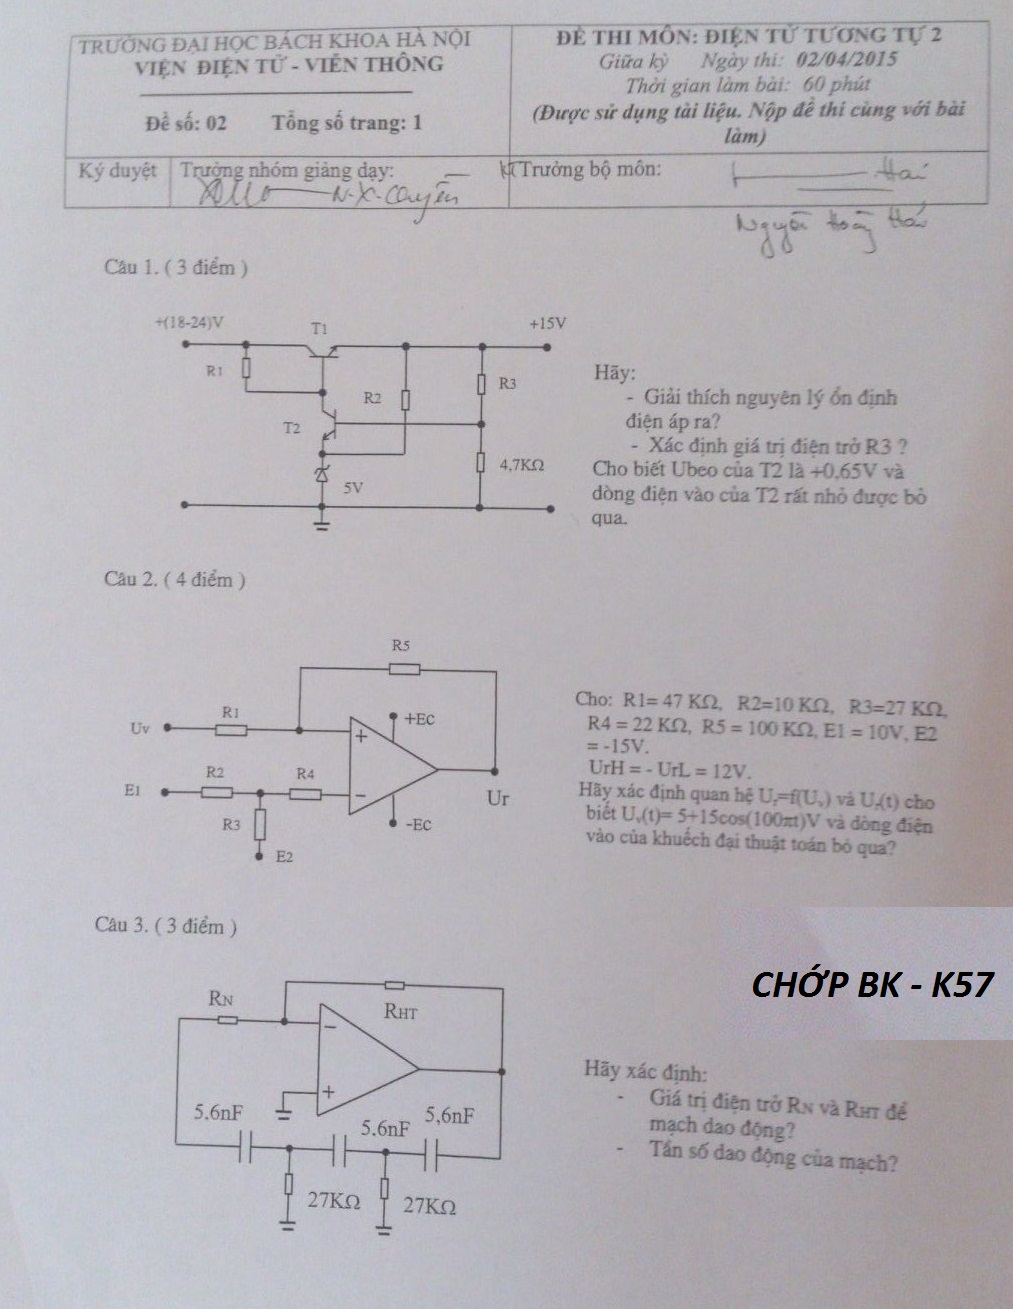 TRƯỜNG ĐẠI HỌC BÁCH KHOA HÀ NỘI
VIỆN ĐIỆN TỬ - VIỄN THÔNG
Đề số: 02 Tổng số trang: 1
ĐỀ THI MÔN: ĐIỆN TỬ TƯƠNG TỰ 2
Giữa kỳ Ngày thi: 02/04/2015
Thời gian làm bài: 60 phút
(Được sử dụng tài liệu. Nộp đề thi cùng với bài
làm)
Ký duyệt
Trưởng nhóm giảng dạy:
N.X.Quyền
Trưởng bộ môn:
Hải
Nguyễn Hoàng Hải
Câu 1. ( 3 điểm )
+(18-24)V
T1
+15V
R1
R2
R3
T2
5V
4,7KΩ
Hãy:
- Giải thích nguyên lý ổn định
điện áp ra?
- Xác định giá trị điện trở R3 ?
Cho biết Ubeo của T2 là +0,65V và
dòng điện vào của T2 rất nhỏ được bỏ
qua.
Câu 2. ( 4 điểm )
R5
R1
Uv
+
+EC
R2
R4
E1
-
Ur
R3
-EC
E2
Cho: R1= 47 KΩ, R2=10 KΩ, R3=27 KΩ,
R4 = 22 KΩ, R5 = 100 KΩ, E1 = 10V, E2
= -15V.
UrH = - UrL = 12V.
Hãy xác định quan hệ Ur=f(Uv) và Ur(t) cho
biết Uv(t)= 5+15cos(100πt)V và dòng điện
vào của khuếch đại thuật toán bỏ qua?
Câu 3. ( 3 điểm )
CHỚP BK - K57
RN
RHT
-
+
5.6nF
5.6nF
5,6nF
27KΩ
27KΩ
Hãy xác định:
- Giá trị điện trở RN và RHT để
mạch dao động?
- Tần số dao động của mạch?